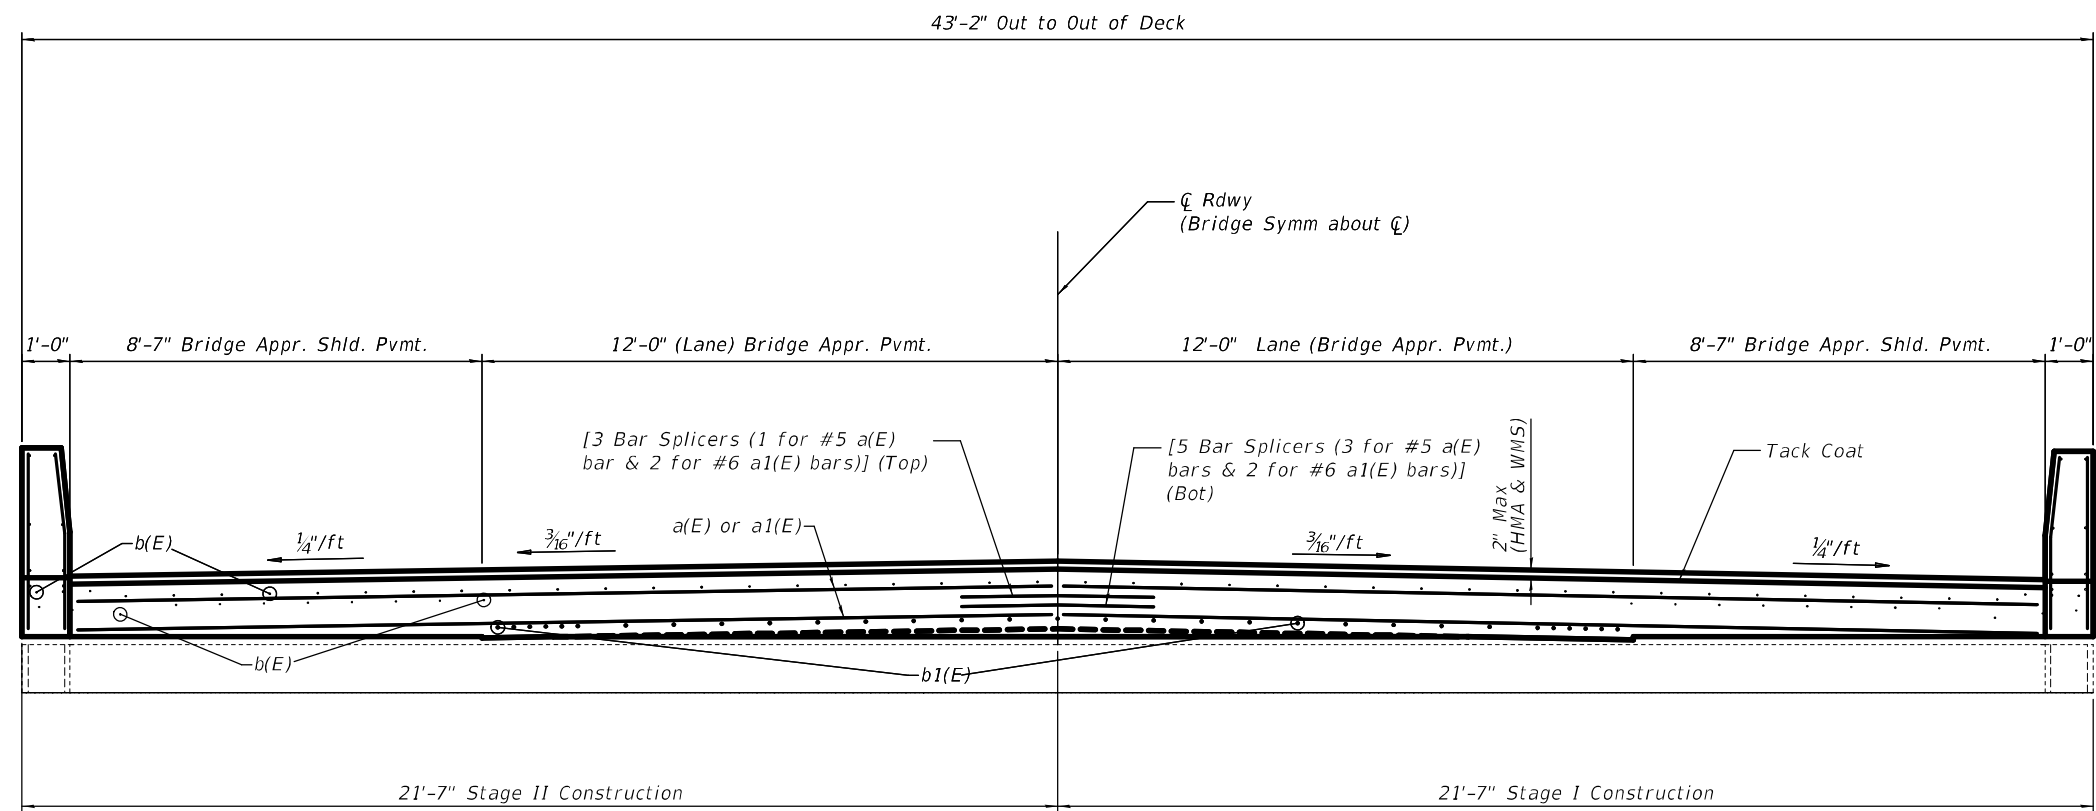 43'-2" Out to Out of Deck
℄ Rdwy
(Bridge Symm about ℄)
1'-0"
8'-7" Bridge Appr. Shld. Pvmt.
12'-0" (Lane) Bridge Appr. Pvmt.
12'-0" Lane (Bridge Appr. Pvmt.)
8'-7" Bridge Appr. Shld. Pvmt.
1'-0"
[3 Bar Splicers (1 for #5 a(E)
bar & 2 for #6 a1(E) bars)] (Top)
[5 Bar Splicers (3 for #5 a(E)
bars & 2 for #6 a1(E) bars)]
(Bot)
2" Max
(HMA & WMS)
Tack Coat
a(E) or a1(E)
b(E)
1/4"/ft
3/16"/ft
3/16"/ft
1/4"/ft
b(E)
b1(E)
21'-7" Stage II Construction
21'-7" Stage I Construction